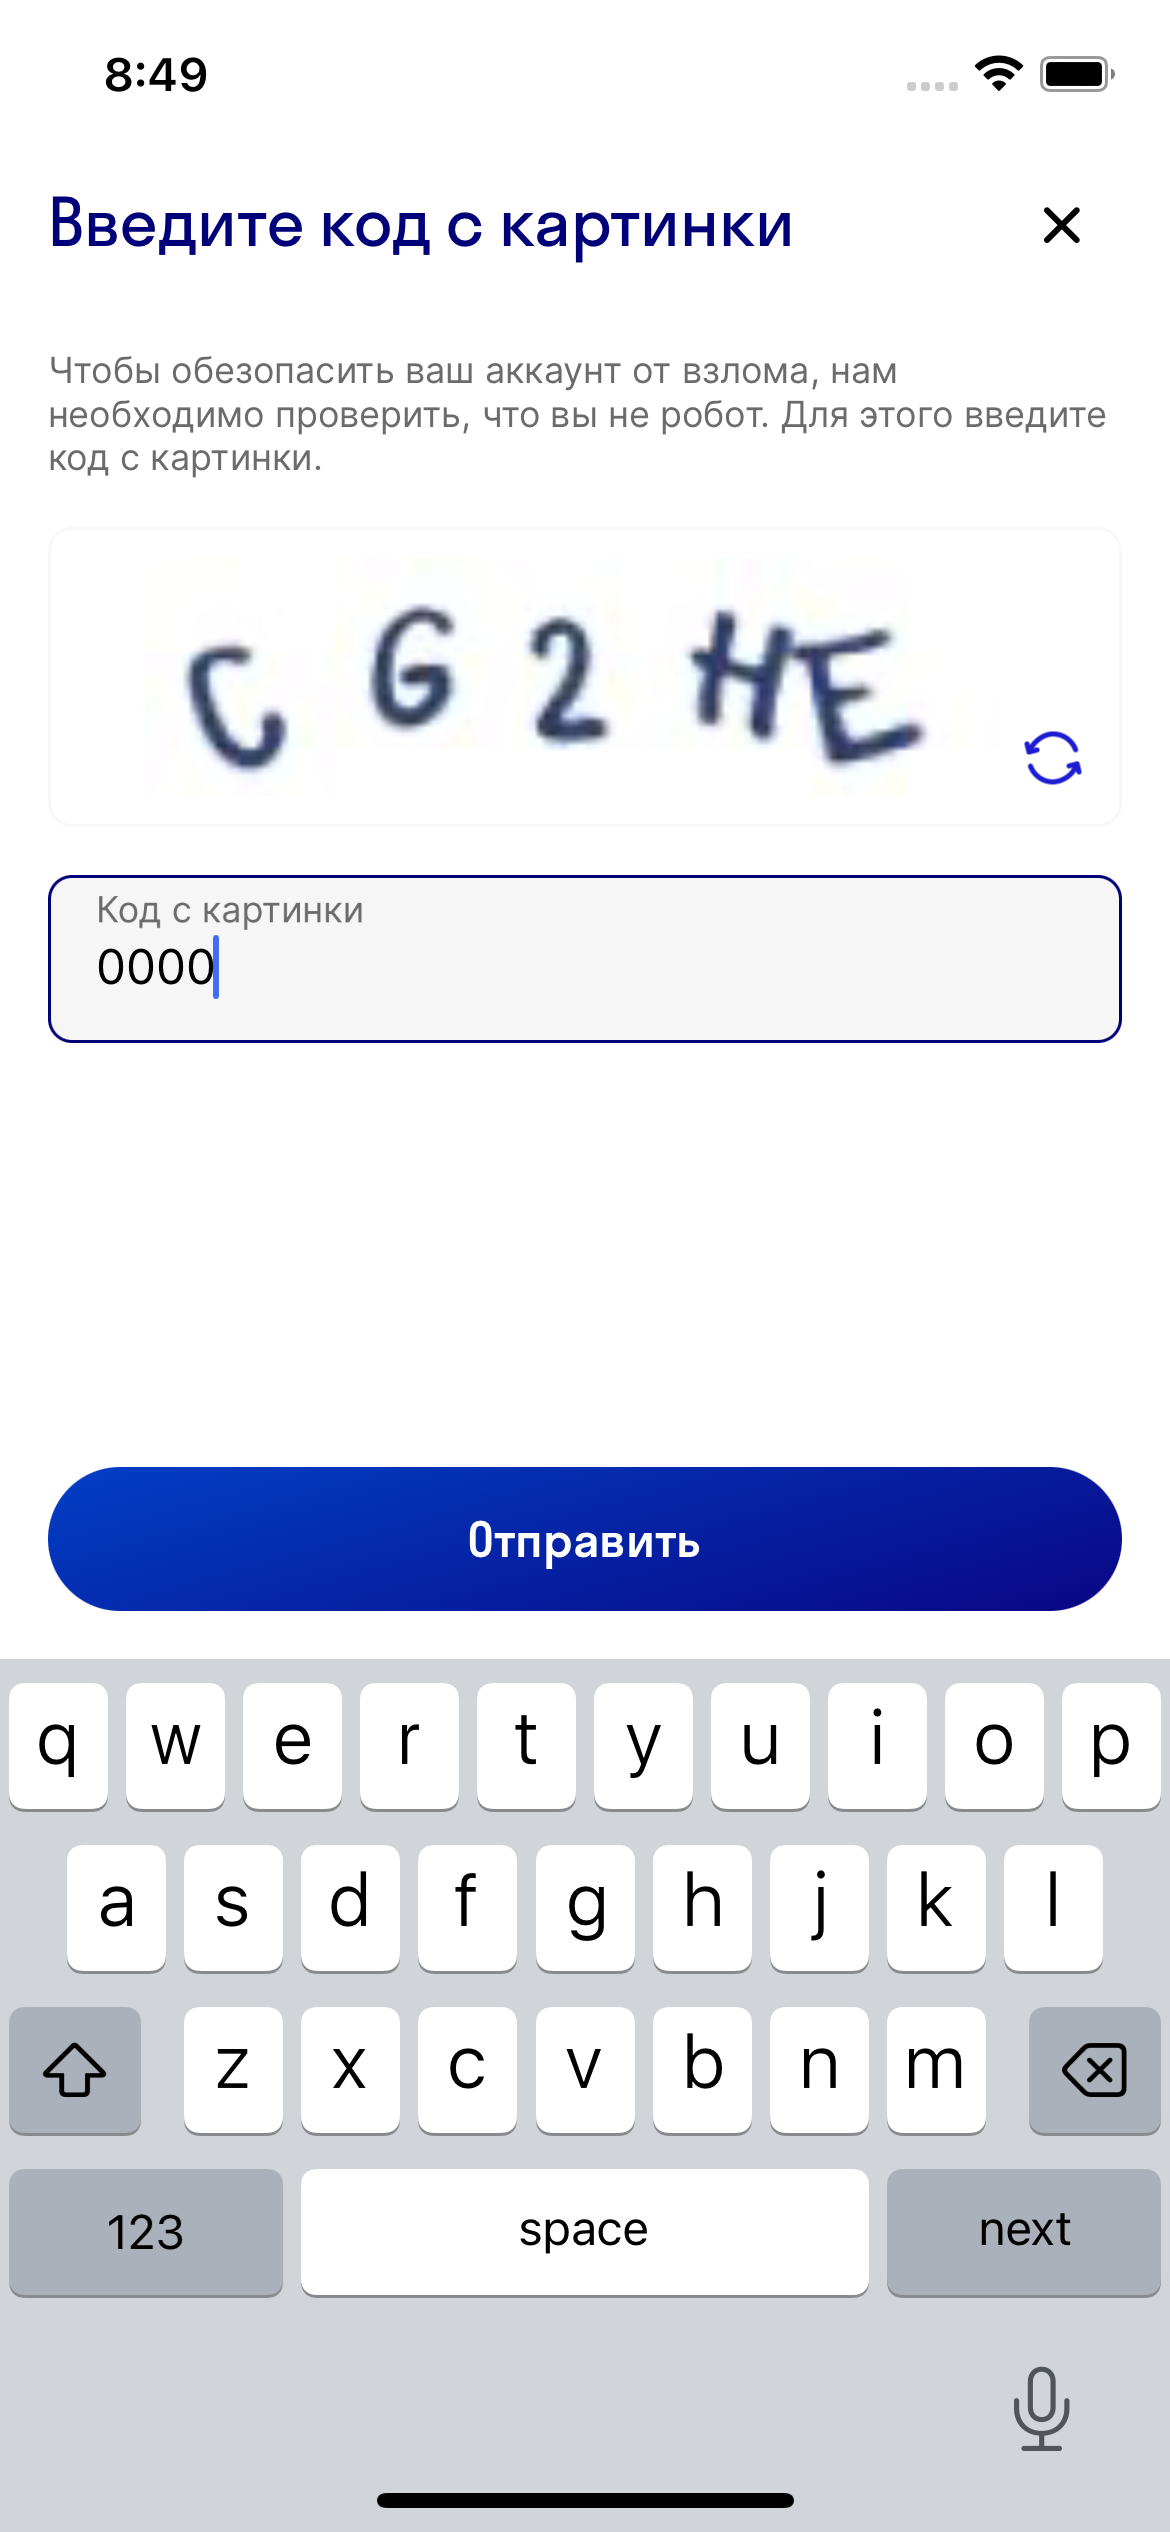 8:49
Введите код с картинки
Чтобы обезопасить ваш аккаунт от взлома, нам
необходимо проверить, что вы не робот. Для этого введите
код с картинки.
C G 2 H E
Код с картинки
0000
Отправить
q w e r t y u i o p
a s d f g h j k l
z x c v b n m
123 space next